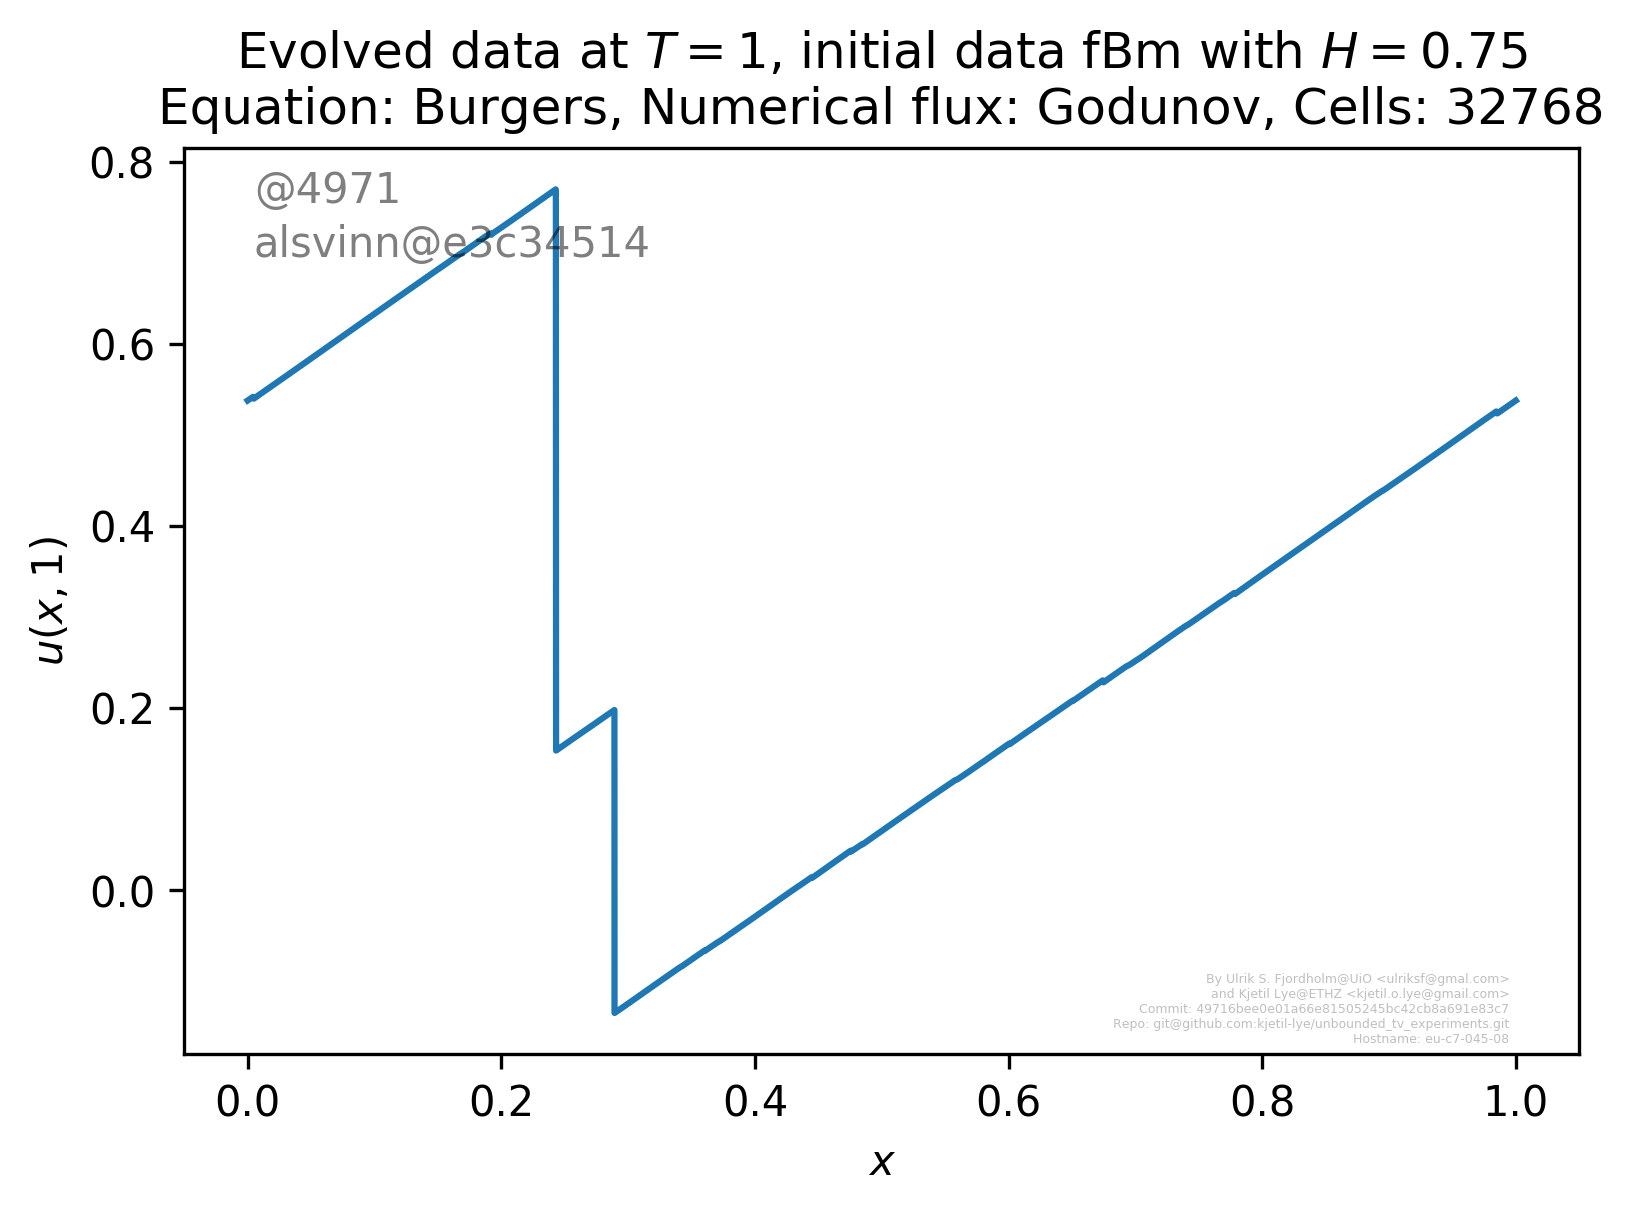 Evolved data at T = 1, initial data fBm with H = 0.75
Equation: Burgers, Numerical flux: Godunov, Cells: 32768
@4971
alsvinn@e3c34514
0.8
0.6
0.4
0.2
0.0
u(x, 1)
By Ulrik S. Fjordholm@UiO <ulriksf@gmal.com>
and Kjetil Lye@ETHZ <kjetil.o.lye@gmail.com>
Commit: 49716bee0e01a66e81505245bc42cb8a691e83c7
Repo: git@github.com:kjetil-lye/unbounded_tv_experiments.git
Hostname: eu-c7-045-08
0.0 0.2 0.4 0.6 0.8 1.0
x